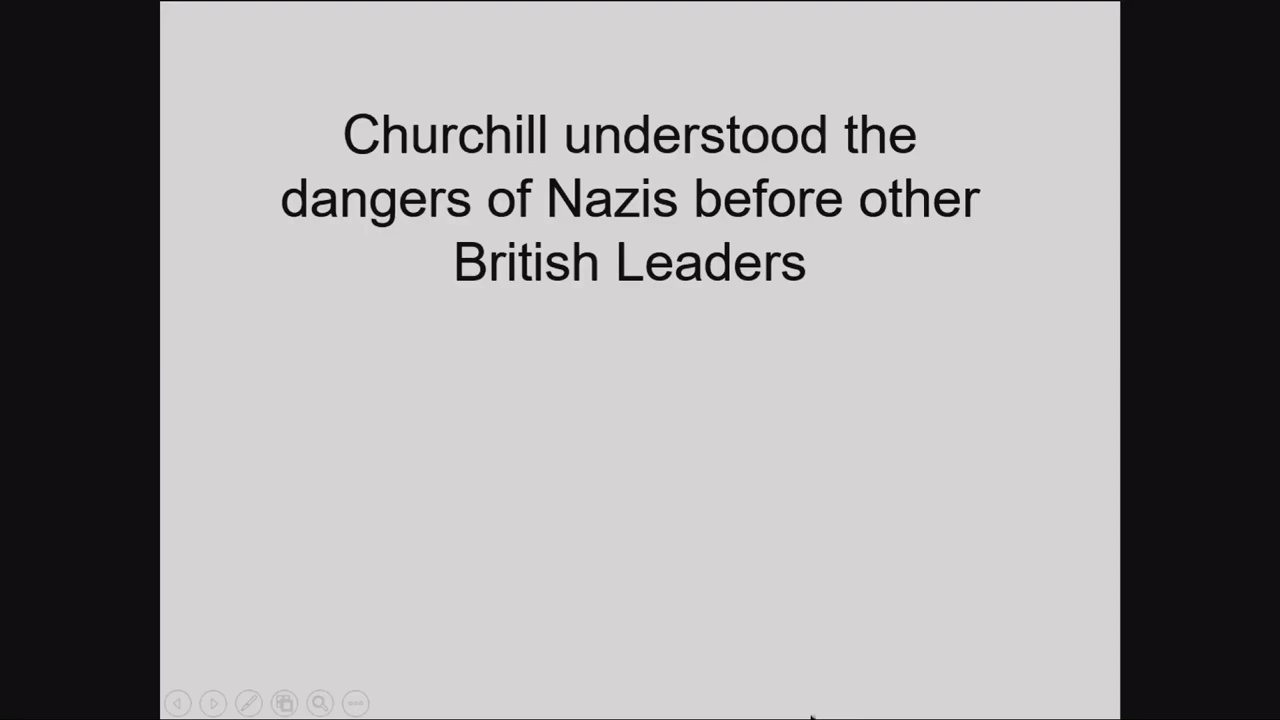 Churchill understood the
dangers of Nazis before other
British Leaders